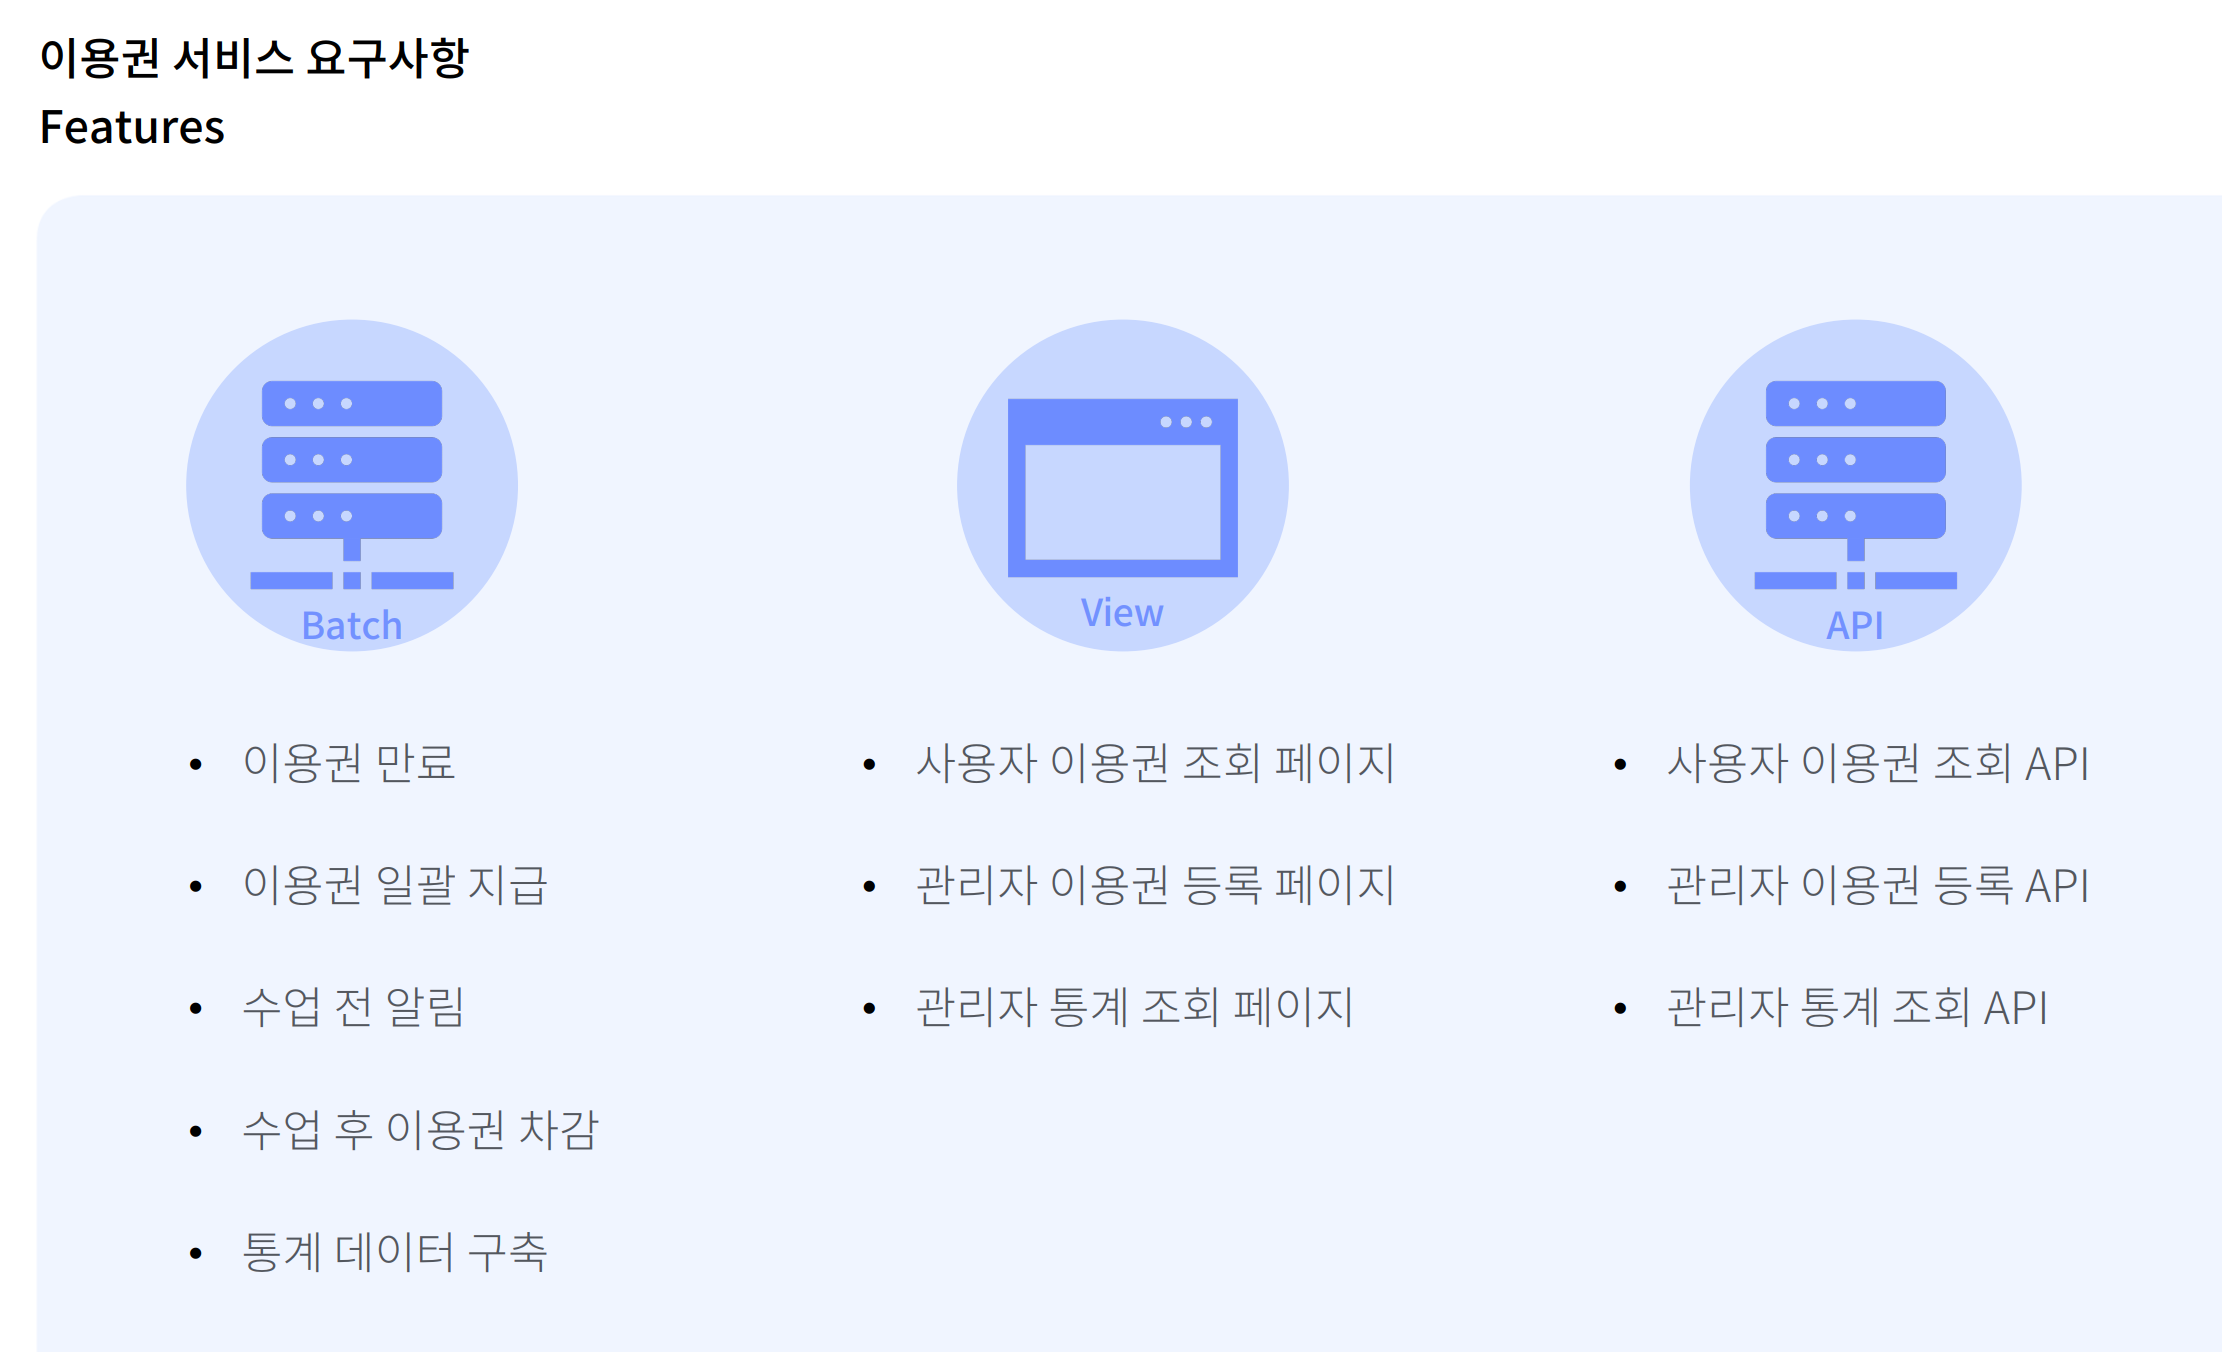 이용권 서비스 요구사항
Features
Batch
• 이용권 만료
• 이용권 일괄 지급
• 수업 전 알림
• 수업 후 이용권 차감
• 통계 데이터 구축
View
• 사용자 이용권 조회 페이지
• 관리자 이용권 등록 페이지
• 관리자 통계 조회 페이지
API
• 사용자 이용권 조회 API
• 관리자 이용권 등록 API
• 관리자 통계 조회 API